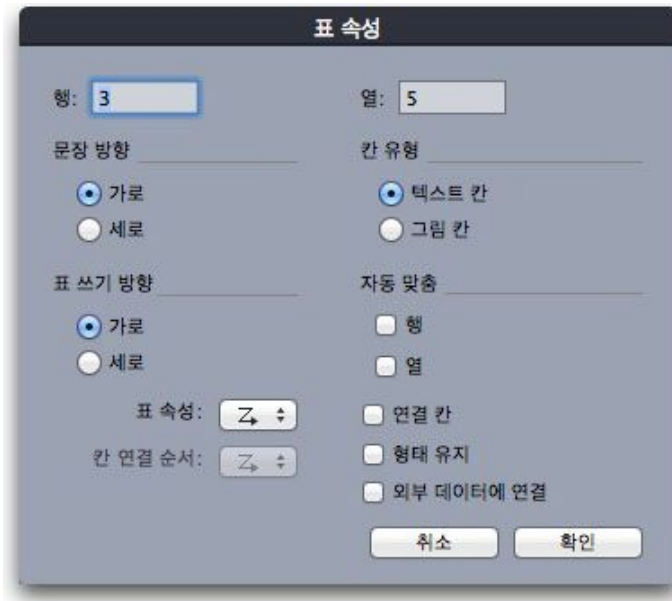 표 속성
행: 3
열: 5
문장 방향
가로
세로
칸 유형
텍스트 칸
그림 칸
표 쓰기 방향
가로
세로
자동 맞춤
행
열
표 속성:
칸 연결 순서:
연결 칸
형태 유지
외부 데이터에 연결
취소
확인